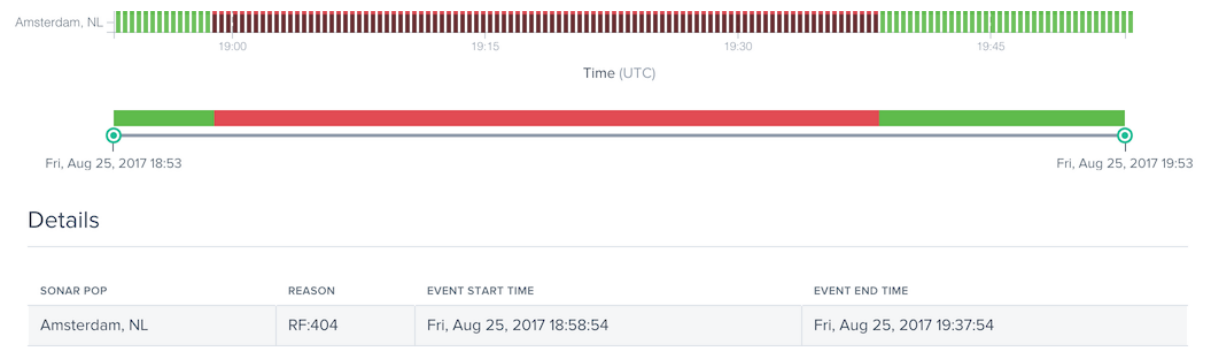 Amsterdam, NL
19:00 19:15 19:30 19:45
Time (UTC)
Fri, Aug 25, 2017 18:53 Fri, Aug 25, 2017 19:53
Details
SONAR POP REASON EVENT START TIME EVENT END TIME
Amsterdam, NL RF:404 Fri, Aug 25, 2017 18:58:54 Fri, Aug 25, 2017 19:37:54